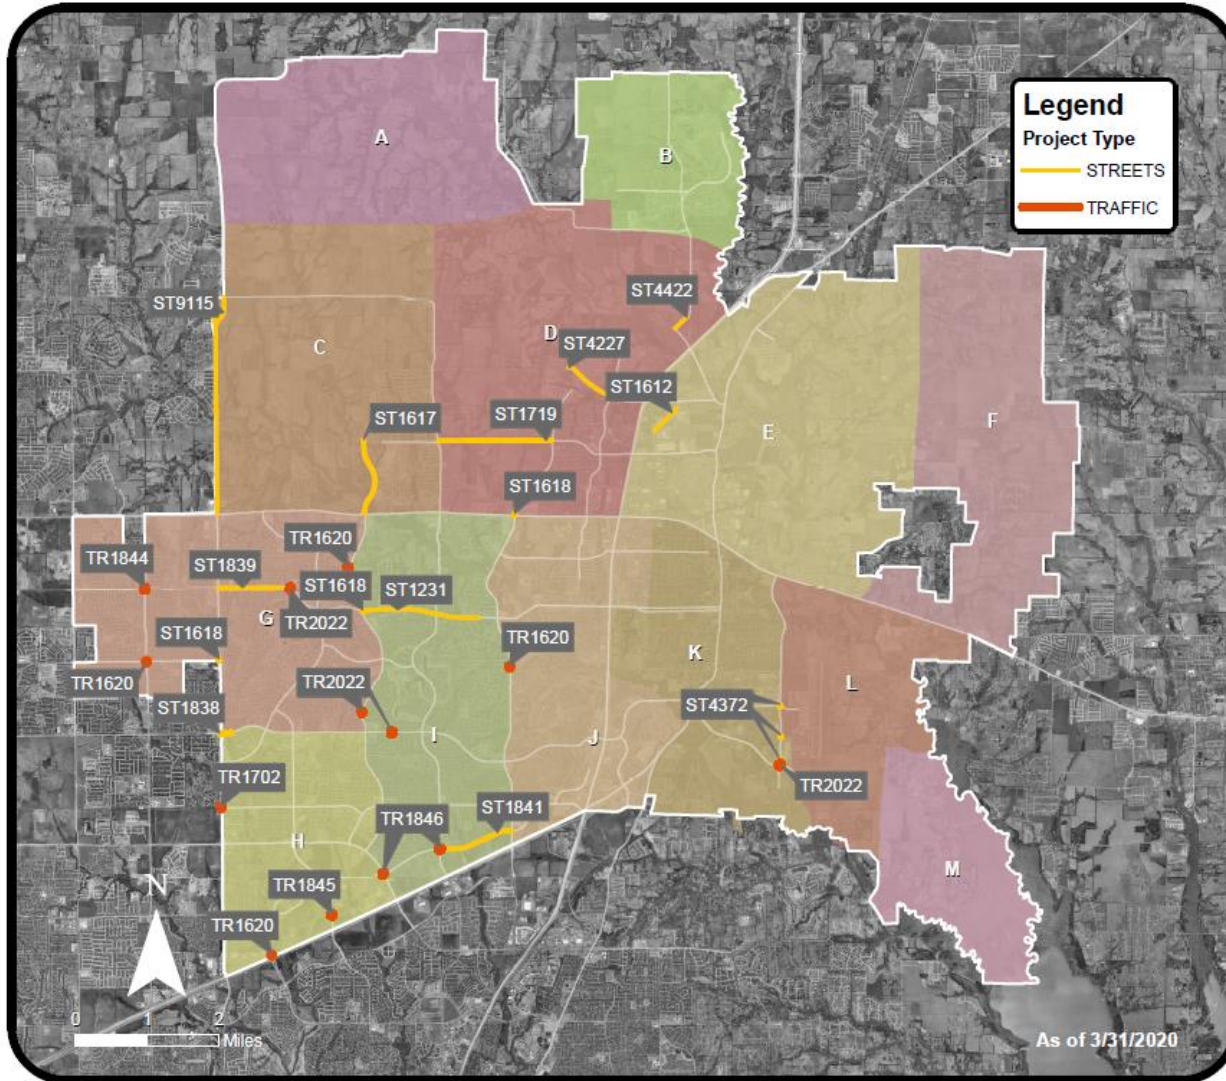 Legend
Project Type
STREETS
TRAFFIC
A
B
ST9115
ST4422
C
D
ST4227
ST1612
ST1617
ST1719
E
F
ST1618
TR1620
TR1844
ST1839
ST1618
ST1231
G
TR2022
ST1618
TR1620
K
TR1620
TR2022
L
ST1838
ST4372
I
J
TR2022
TR1702
TR1846
ST1841
H
M
N
TR1845
TR1620
0 1 2
Miles
As of 3/31/2020